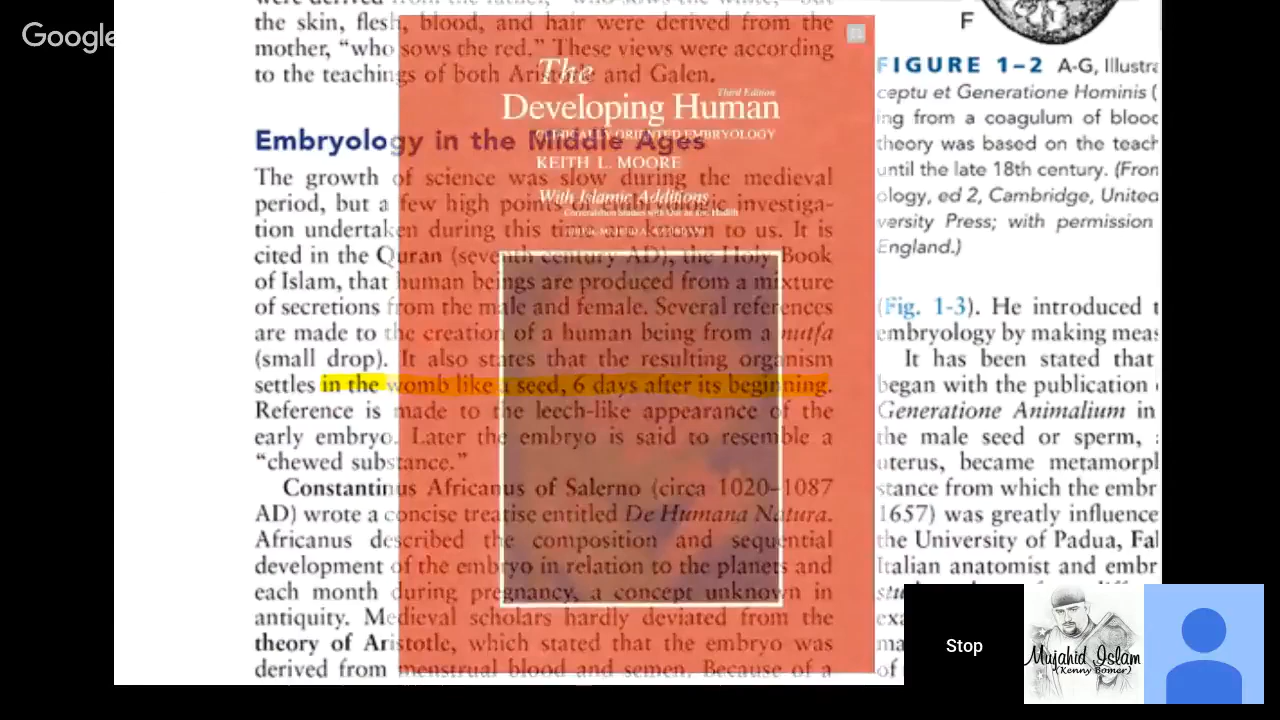 Google
were derived from the father, "who sows the white," but
the skin, flesh, blood, and hair were derived from the
mother, "who sows the red." These views were according
to the teachings of both Aristotle and Galen.
Embryology in the Middle Ages
The growth of science was slow during the medieval
period, but a few high points of embryologic investiga-
tion undertaken during this time are known to us. It is
cited in the Quran (seventh century AD), the Holy Book
of Islam, that human beings are produced from a mixture
of secretions from the male and female. Several references
are made to the creation of a human being from a nutfa
(small drop). It also states that the resulting organism
settles in the womb like a seed, 6 days after its beginning.
Reference is made to the leech-like appearance of the
early embryo. Later the embryo is said to resemble a
"chewed substance."
Constantinus Africanus of Salerno (circa 1020–1087
AD) wrote a concise treatise entitled De Humana Natura.
Africanus described the composition and sequential
development of the embryo in relation to the planets and
each month during pregnancy, a concept unknown in
antiquity. Medieval scholars hardly deviated from the
theory of Aristotle, which stated that the embryo was
derived from menstrual blood and semen. Because of a
The
Third Edition
Developing Human
CLINICALLY ORIENTED EMBRYOLOGY
KEITH L. MOORE
With Islamic Additions
F
FIGURE 1–2 A-G, Illustra
ceptu et Generatione Hominis (
ing from a coagulum of blood
theory was based on the teach
until the late 18th century. (From
ology, ed 2, Cambridge, United
versity Press; with permission
England.)
(Fig. 1-3). He introduced t
embryology by making meas
It has been stated that
began with the publication
Generatione Animalium in
the male seed or sperm,
uterus, became metamorph
stance from which the embr
1657) was greatly influence
the University of Padua, Fal
Italian anatomist and embr
exa
ma
of
Stop
Mujahid Islam
(Kenny Bomer)